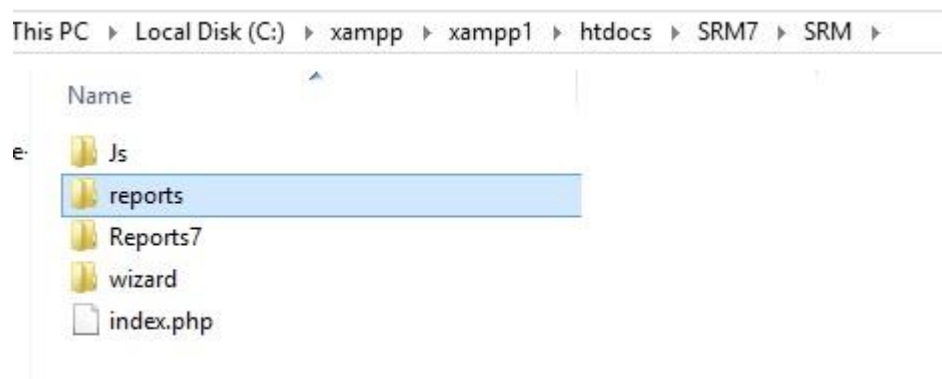 This PC ▸ Local Disk (C:) ▸ xampp ▸ xampp1 ▸ htdocs ▸ SRM7 ▸ SRM ▸
Name
e-
Js
reports
Reports7
wizard
index.php